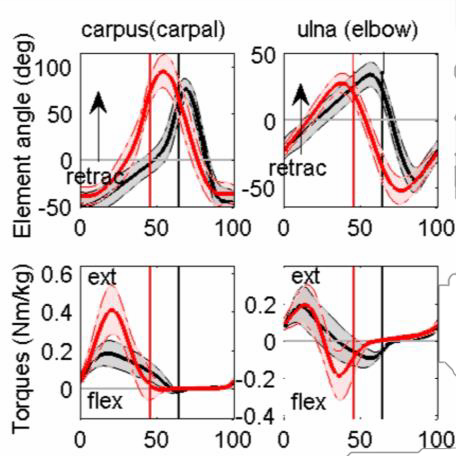 carpus(carpal)
ulna (elbow)
Element angle (deg)
100
50
0
-50
retrac
0
50
100
50
0
-50
retrac
0
50
100
Torques (Nm/kg)
0.6
0.4
0.2
0
ext
flex
0
50
100
0.2
0
-0.2
-0.4
ext
flex
0
50
100